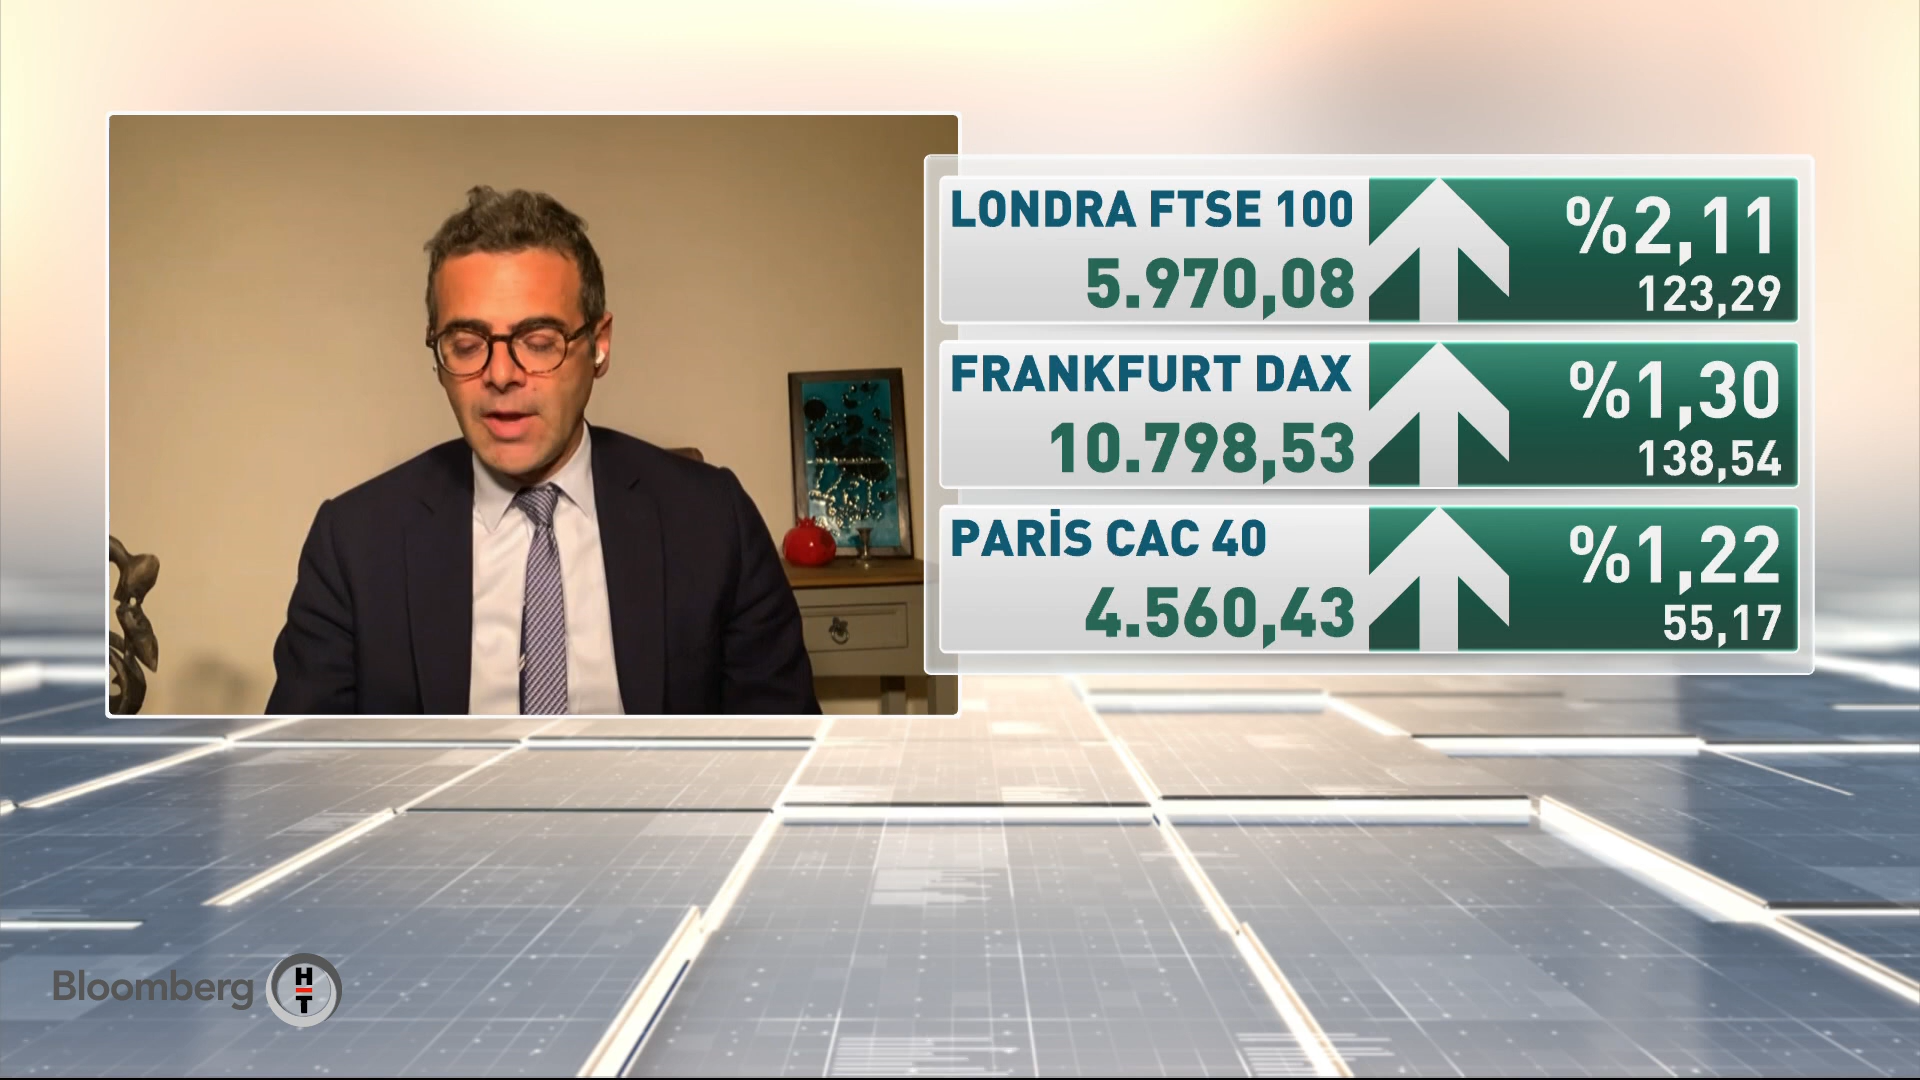 LONDRA FTSE 100
5.970,08
%2,11
123,29
FRANKFURT DAX
10.798,53
%1,30
138,54
PARİS CAC 40
4.560,43
%1,22
55,17
Bloomberg HT